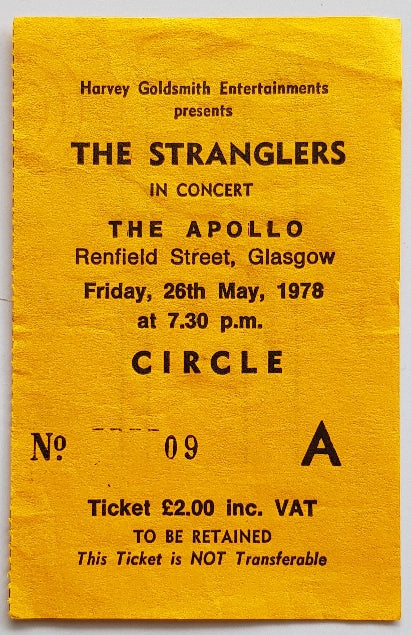 Harvey Goldsmith Entertainments
presents
THE STRANGLERS
IN CONCERT
THE APOLLO
Renfield Street, Glasgow
Friday, 26th May, 1978
at 7.30 p.m.
CIRCLE
Nº 09 A
Ticket £2.00 inc. VAT
TO BE RETAINED
This Ticket is NOT Transferable